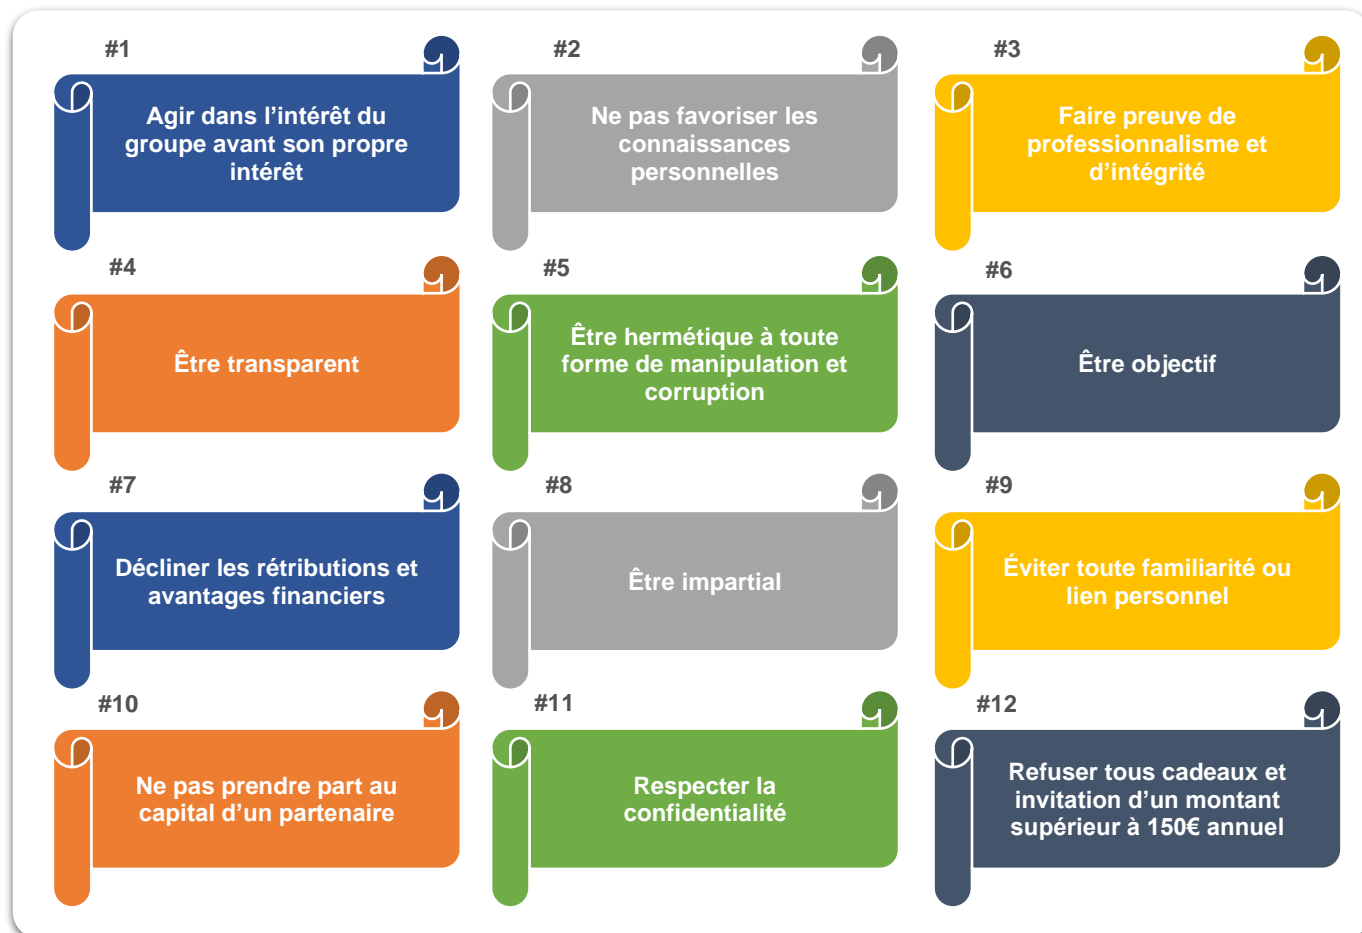 #1
Agir dans l’intérêt du
groupe avant son propre
intérêt
#2
Ne pas favoriser les
connaissances
personnelles
#3
Faire preuve de
professionnalisme et
d’intégrité
#4
Être transparent
#5
Être hermétique à toute
forme de manipulation et
corruption
#6
Être objectif
#7
Décliner les rétributions et
avantages financiers
#8
Être impartial
#9
Éviter toute familiarité ou
lien personnel
#10
Ne pas prendre part au
capital d’un partenaire
#11
Respecter la
confidentialité
#12
Refuser tous cadeaux et
invitation d’un montant
supérieur à 150€ annuel